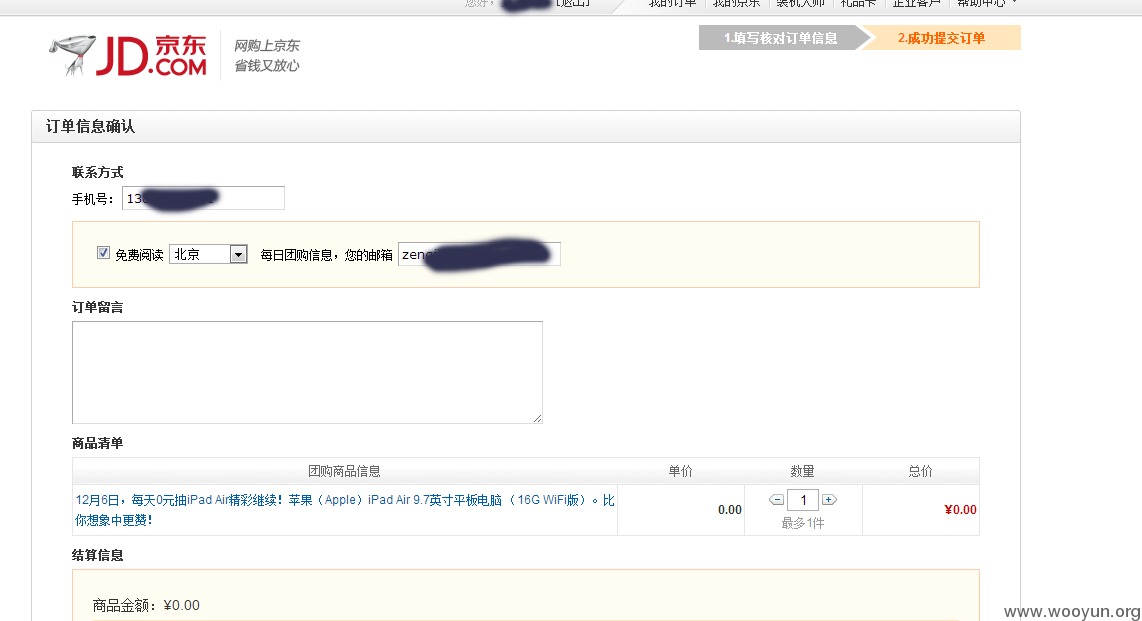 您好， [退出] 我的订单 我的京东 装机大师 礼品卡 企业客户 帮助中心
JD.COM 京东
网购上京东
省钱又放心
1.填写核对订单信息 2.成功提交订单
订单信息确认
联系方式
手机号： 13
免费阅读 北京 每日团购信息，您的邮箱 zeng
订单留言
商品清单
团购商品信息 单价 数量 总价
12月6日，每天0元抽iPad Air精彩继续！苹果（Apple）iPad Air 9.7英寸平板电脑 （16G WiFi版）。比
你想象中更赞！
0.00 1 ¥0.00
最多1件
结算信息
商品金额：¥0.00
www.wooyun.org